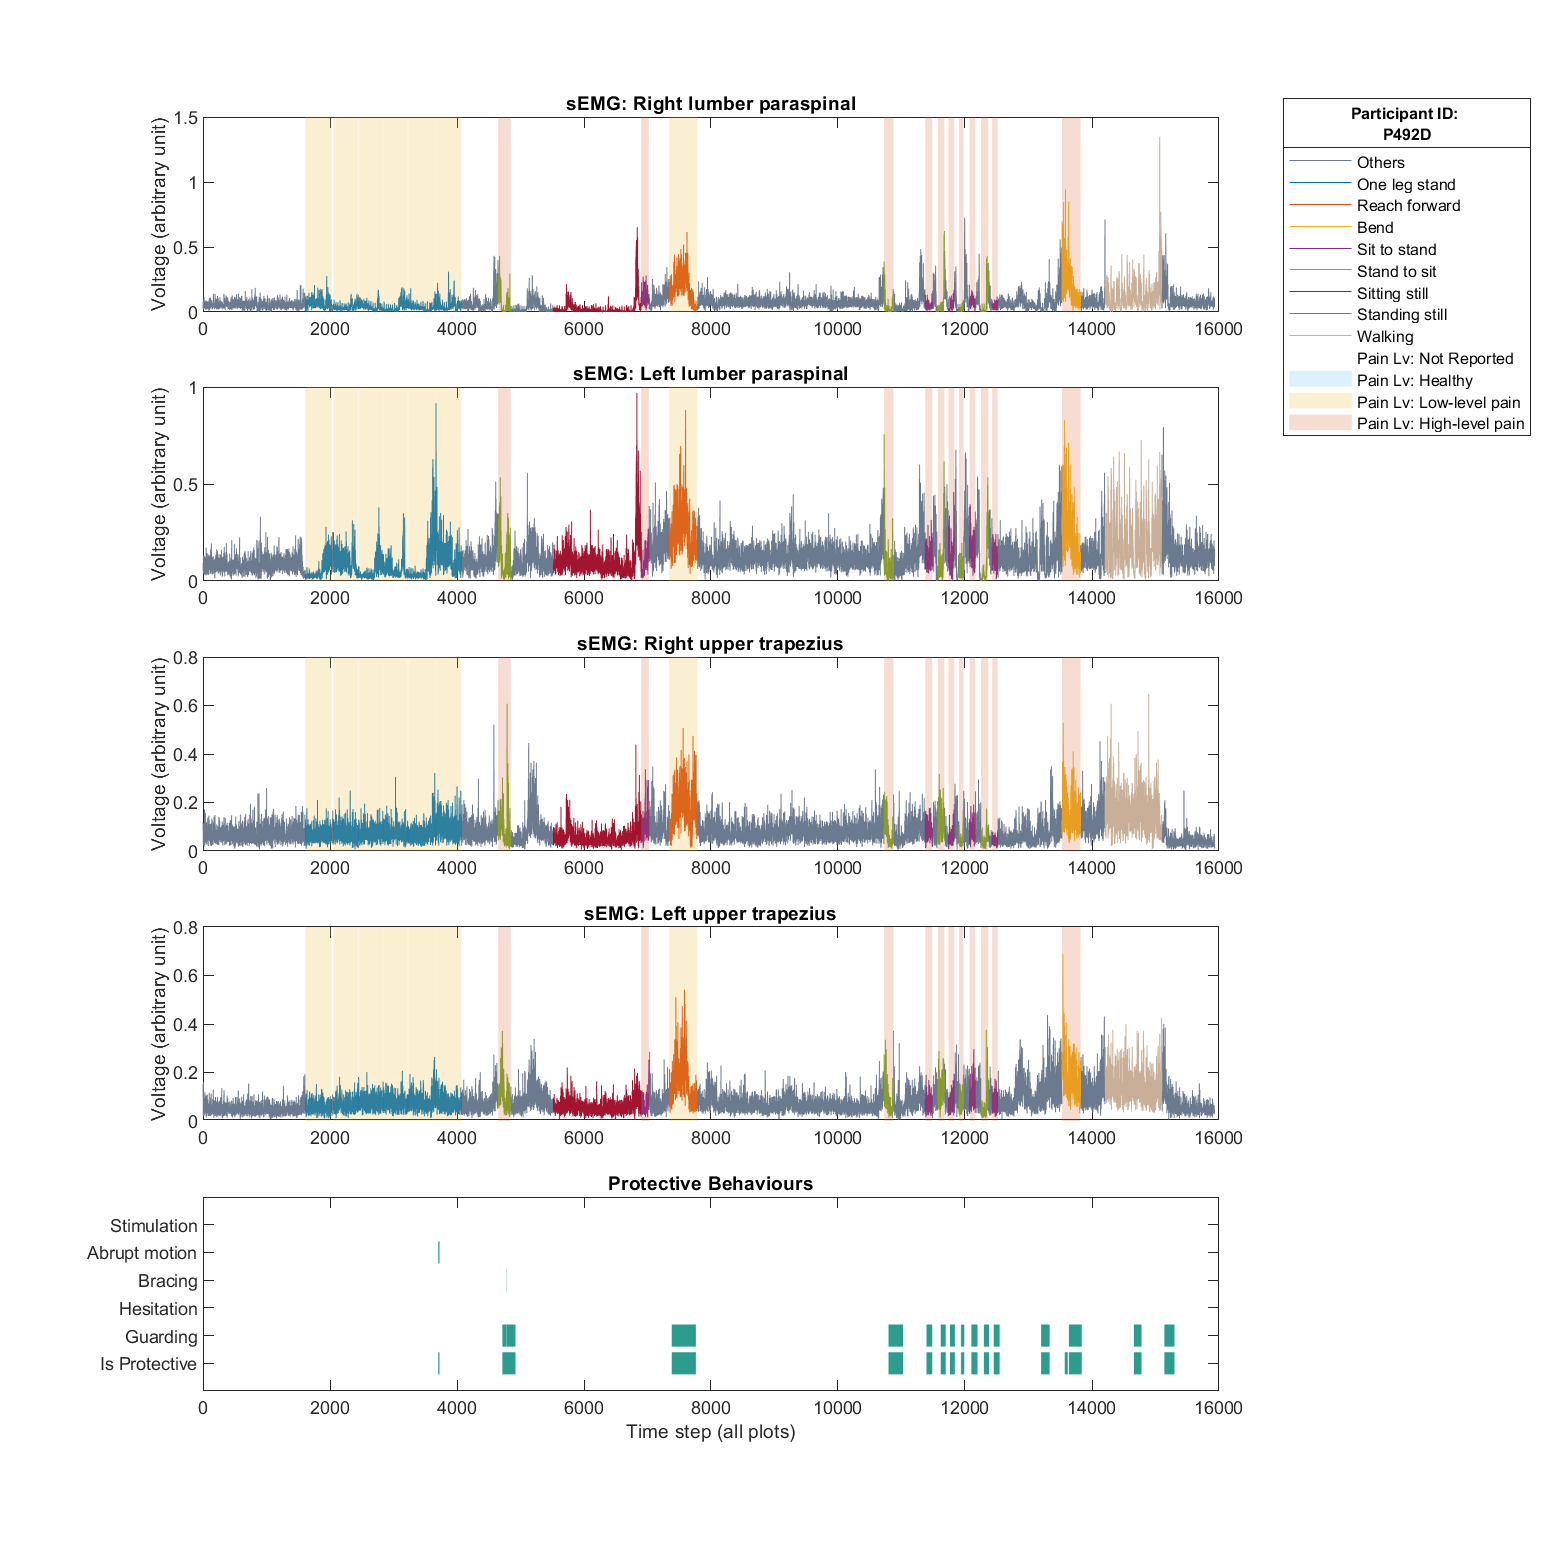 sEMG: Right lumber paraspinal
Voltage (arbitrary unit)
1.5
1
0.5
0
0 2000 4000 6000 8000 10000 12000 14000 16000
Participant ID:
P492D
Others
One leg stand
Reach forward
Bend
Sit to stand
Stand to sit
Sitting still
Standing still
Walking
Pain Lv: Not Reported
Pain Lv: Healthy
Pain Lv: Low-level pain
Pain Lv: High-level pain
sEMG: Left lumber paraspinal
Voltage (arbitrary unit)
1
0.5
0
0 2000 4000 6000 8000 10000 12000 14000 16000
sEMG: Right upper trapezius
Voltage (arbitrary unit)
0.8
0.6
0.4
0.2
0
0 2000 4000 6000 8000 10000 12000 14000 16000
sEMG: Left upper trapezius
Voltage (arbitrary unit)
0.8
0.6
0.4
0.2
0
0 2000 4000 6000 8000 10000 12000 14000 16000
Protective Behaviours
Stimulation
Abrupt motion
Bracing
Hesitation
Guarding
Is Protective
0 2000 4000 6000 8000 10000 12000 14000 16000
Time step (all plots)